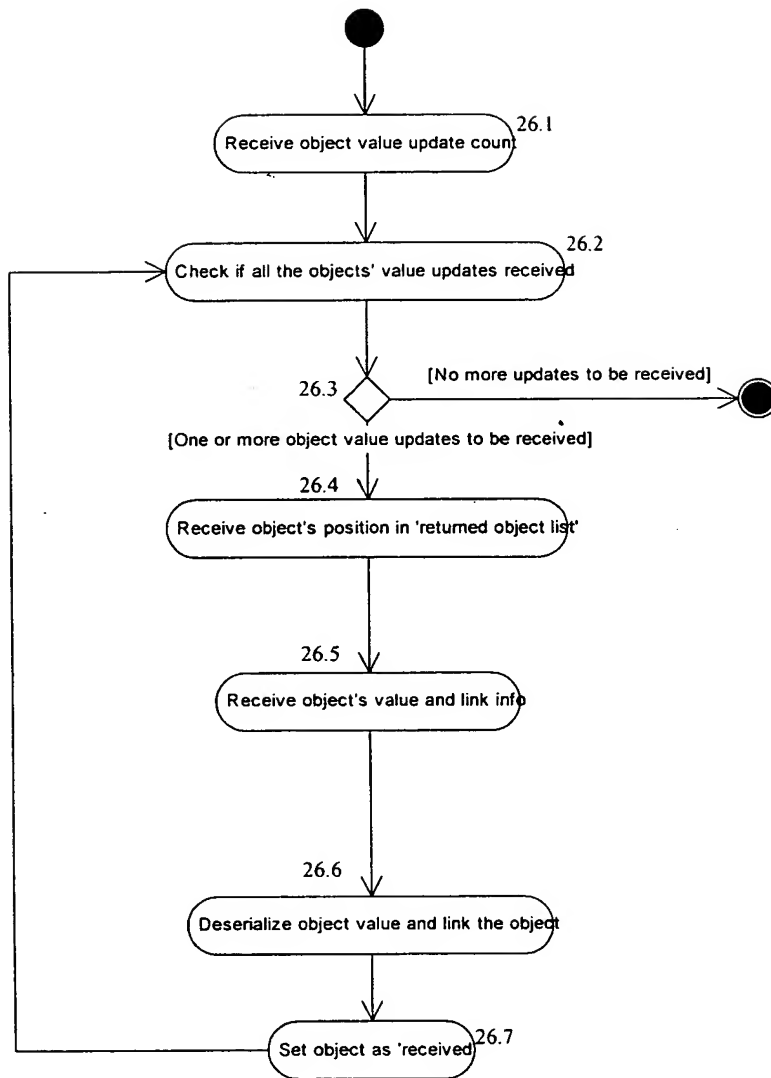 26.1
Receive object value update count
26.2
Check if all the objects' value updates received
26.3
[No more updates to be received]
[One or more object value updates to be received]
26.4
Receive object's position in 'returned object list'
26.5
Receive object's value and link info
26.6
Deserialize object value and link the object
26.7
Set object as 'received